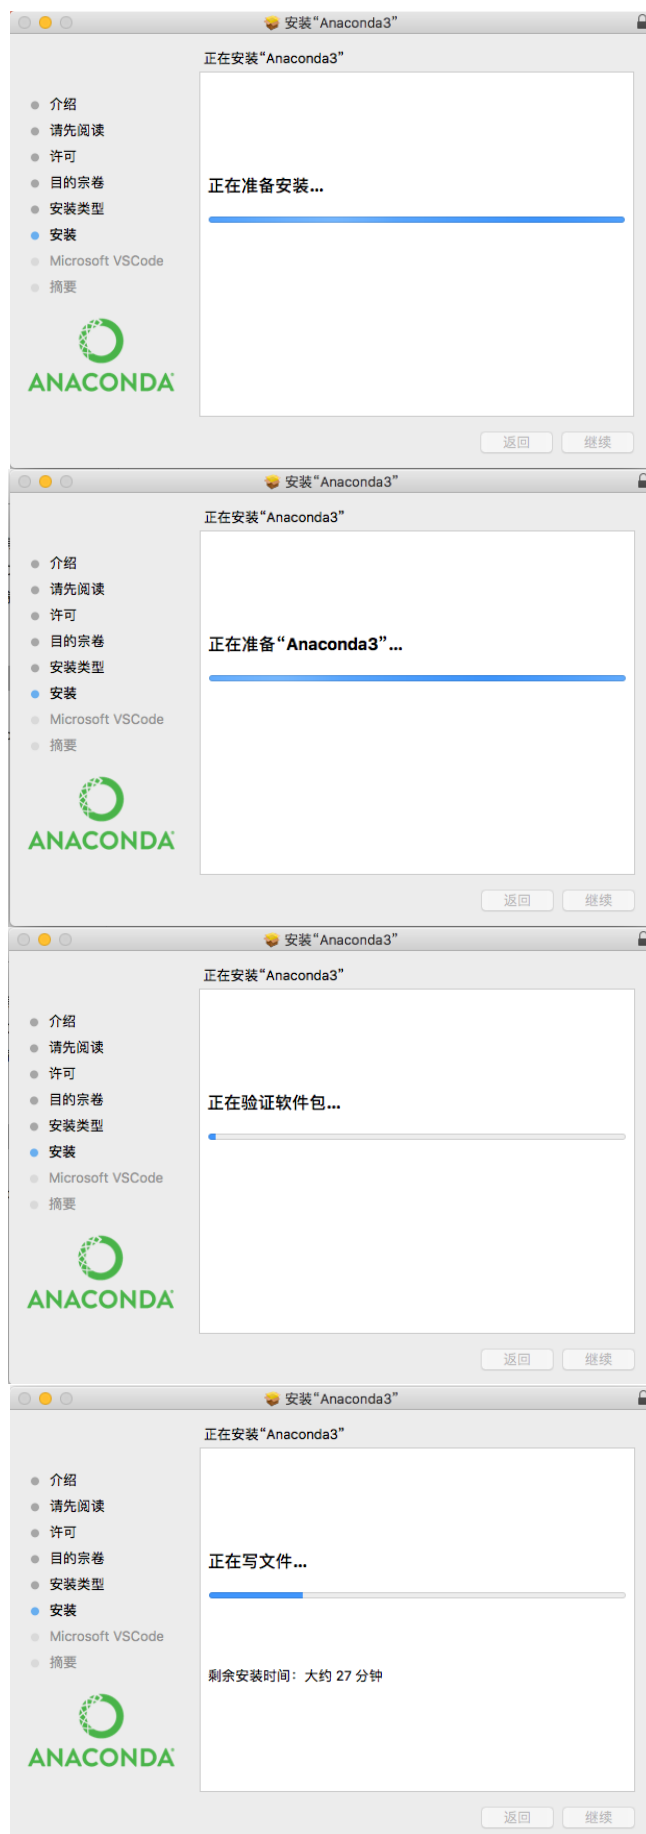 安装“Anaconda3”
正在安装“Anaconda3”
介绍
请先阅读
许可
目的宗卷
安装类型
安装
Microsoft VSCode
摘要
ANACONDA
正在准备安装...
返回
继续
安装“Anaconda3”
正在安装“Anaconda3”
介绍
请先阅读
许可
目的宗卷
安装类型
安装
Microsoft VSCode
摘要
ANACONDA
正在准备“Anaconda3”...
返回
继续
安装“Anaconda3”
正在安装“Anaconda3”
介绍
请先阅读
许可
目的宗卷
安装类型
安装
Microsoft VSCode
摘要
ANACONDA
正在验证软件包...
返回
继续
安装“Anaconda3”
正在安装“Anaconda3”
介绍
请先阅读
许可
目的宗卷
安装类型
安装
Microsoft VSCode
摘要
ANACONDA
正在写文件...
剩余安装时间：大约 27 分钟
返回
继续